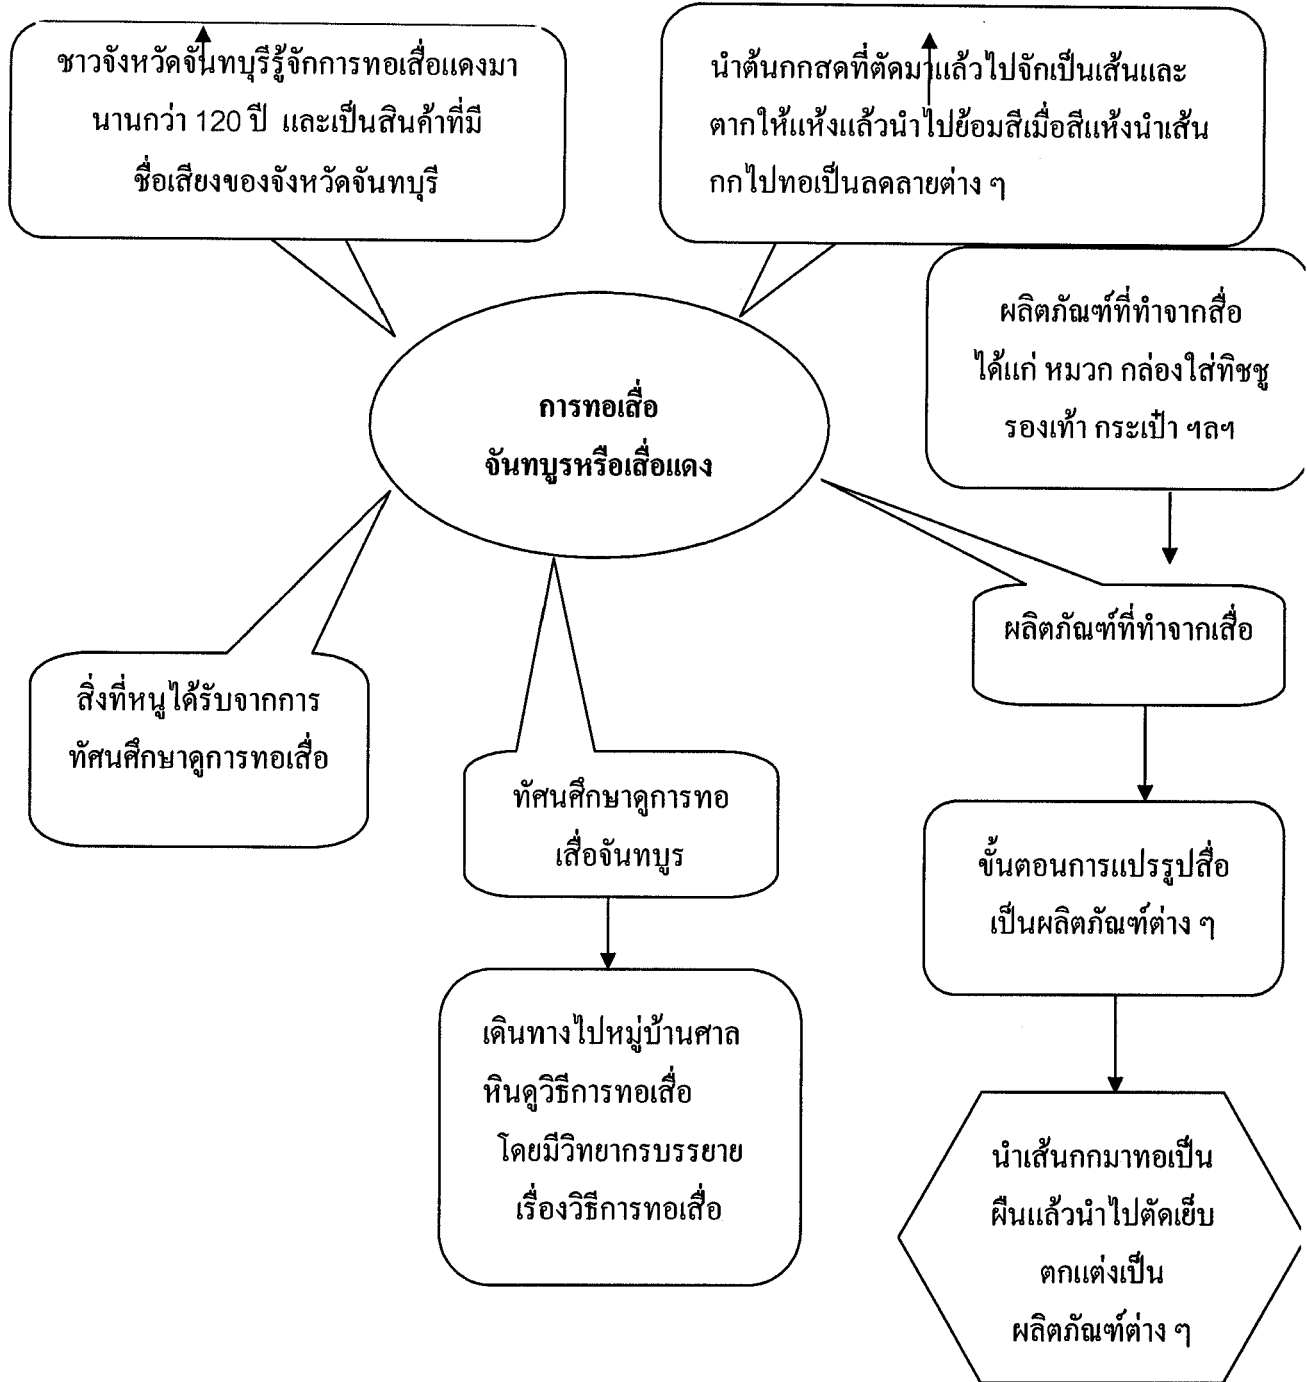 ชาวจังหวัดจันทบุรีรู้จักการทอเสื่อแดงมา
นานกว่า 120 ปี และเป็นสินค้าที่มี
ชื่อเสียงของจังหวัดจันทบุรี
นำต้นกกสดที่ตัดมาแล้วไปจักเป็นเส้นและ
ตากให้แห้งแล้วนำไปย้อมสีเมื่อสีแห้งนำเส้น
กกไปทอเป็นลดลายต่าง ๆ
ผลิตภัณฑ์ที่ทำจากสื่อ
ได้แก่ หมวก กล่องใส่ทิชชู
รองเท้า กระเป๋า ฯลฯ
การทอเสื่อ
จันทบูรหรือเสื่อแดง
ผลิตภัณฑ์ที่ทำจากเสื่อ
สิ่งที่หนูได้รับจากการ
ทัศนศึกษาดูการทอเสื่อ
ทัศนศึกษาดูการทอ
เสื่อจันทบูร
ขั้นตอนการแปรรูปสื่อ
เป็นผลิตภัณฑ์ต่าง ๆ
เดินทางไปหมู่บ้านศาล
หินดูวิธีการทอเสื่อ
โดยมีวิทยากรบรรยาย
เรื่องวิธีการทอเสื่อ
นำเส้นกกมาทอเป็น
ผืนแล้วนำไปตัดเย็บ
ตกแต่งเป็น
ผลิตภัณฑ์ต่าง ๆ